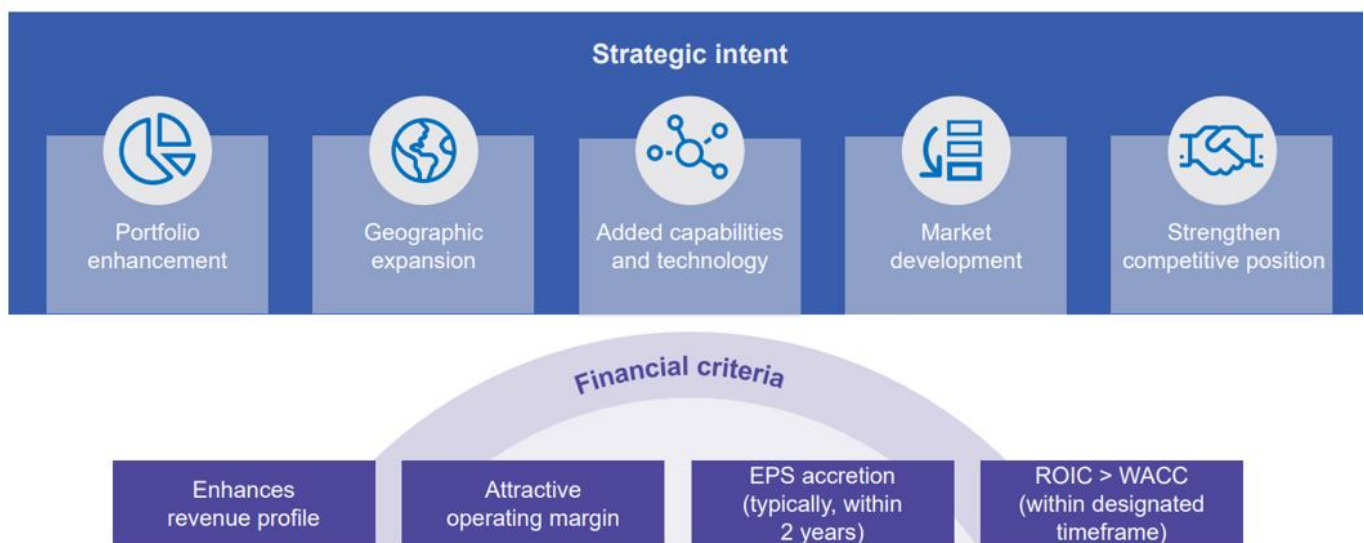 Strategic intent
Portfolio
enhancement
Geographic
expansion
Added capabilities
and technology
Market
development
Strengthen
competitive position
Financial criteria
Enhances
revenue profile
Attractive
operating margin
EPS accretion
(typically, within
2 years)
ROIC > WACC
(within designated
timeframe)